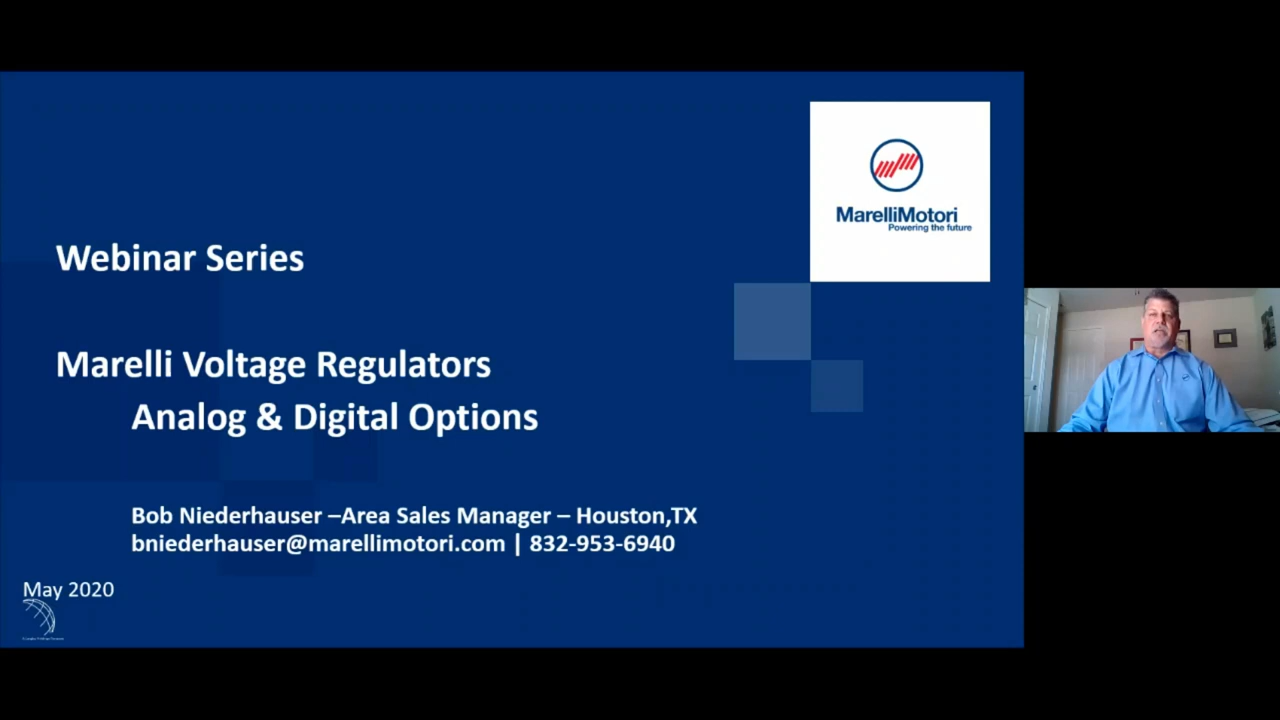 MarelliMotori
Powering the future
Webinar Series
Marelli Voltage Regulators
Analog & Digital Options
Bob Niederhauser –Area Sales Manager – Houston,TX
bniederhauser@marellimotori.com | 832-953-6940
May 2020